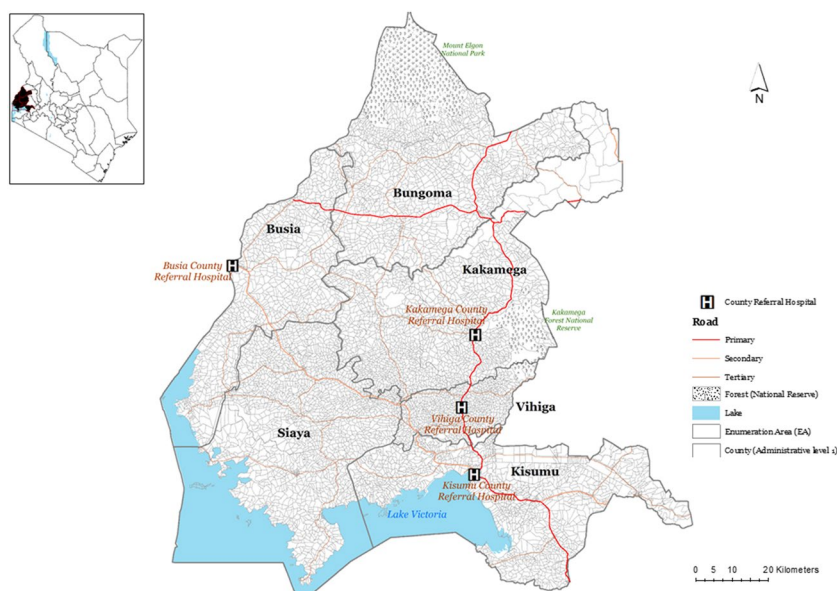 Mount Elgon
National Park
N
Bungoma
Busia
Busia County
Referral Hospital
H
Kakamega
Kakamega County
Referral Hospital
H
Kakamega
Forest National
Reserve
H
Vihiga County
Referral Hospital
Vihiga
Siaya
H
Kisumu County
Referral Hospital
Kisumu
Lake Victoria
H County Referral Hospital
Road
Primary
Secondary
Tertiary
Forest (National Reserve)
Lake
Enumeration Area (EA)
County (Administrative level 1)
0 5 10 20 Kilometers